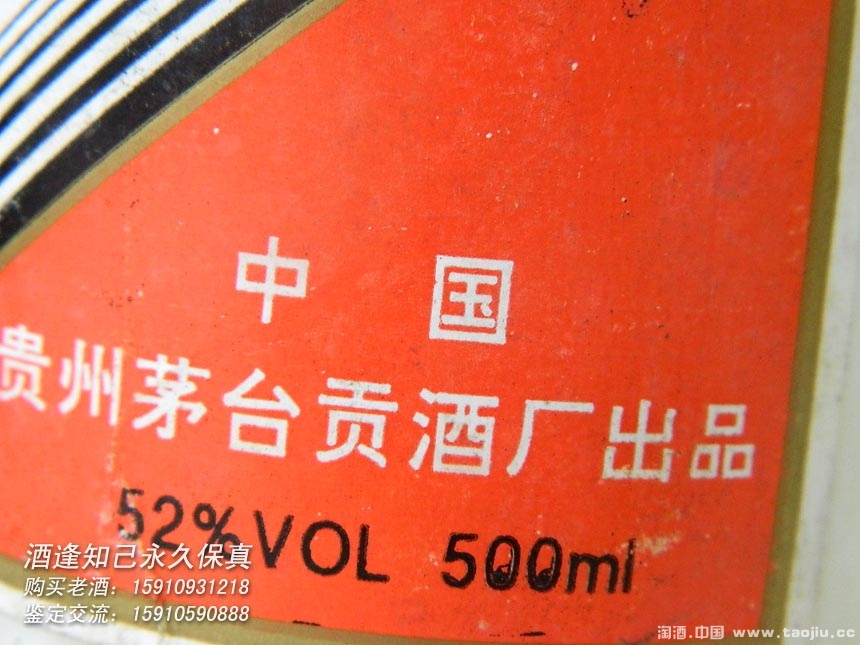 中国
贵州茅台贡酒厂出品
52%VOL 500ml
酒逢知己永久保真
购买老酒：15910931218
鉴定交流：15910590888
淘酒.中国 www.taojiu.cc